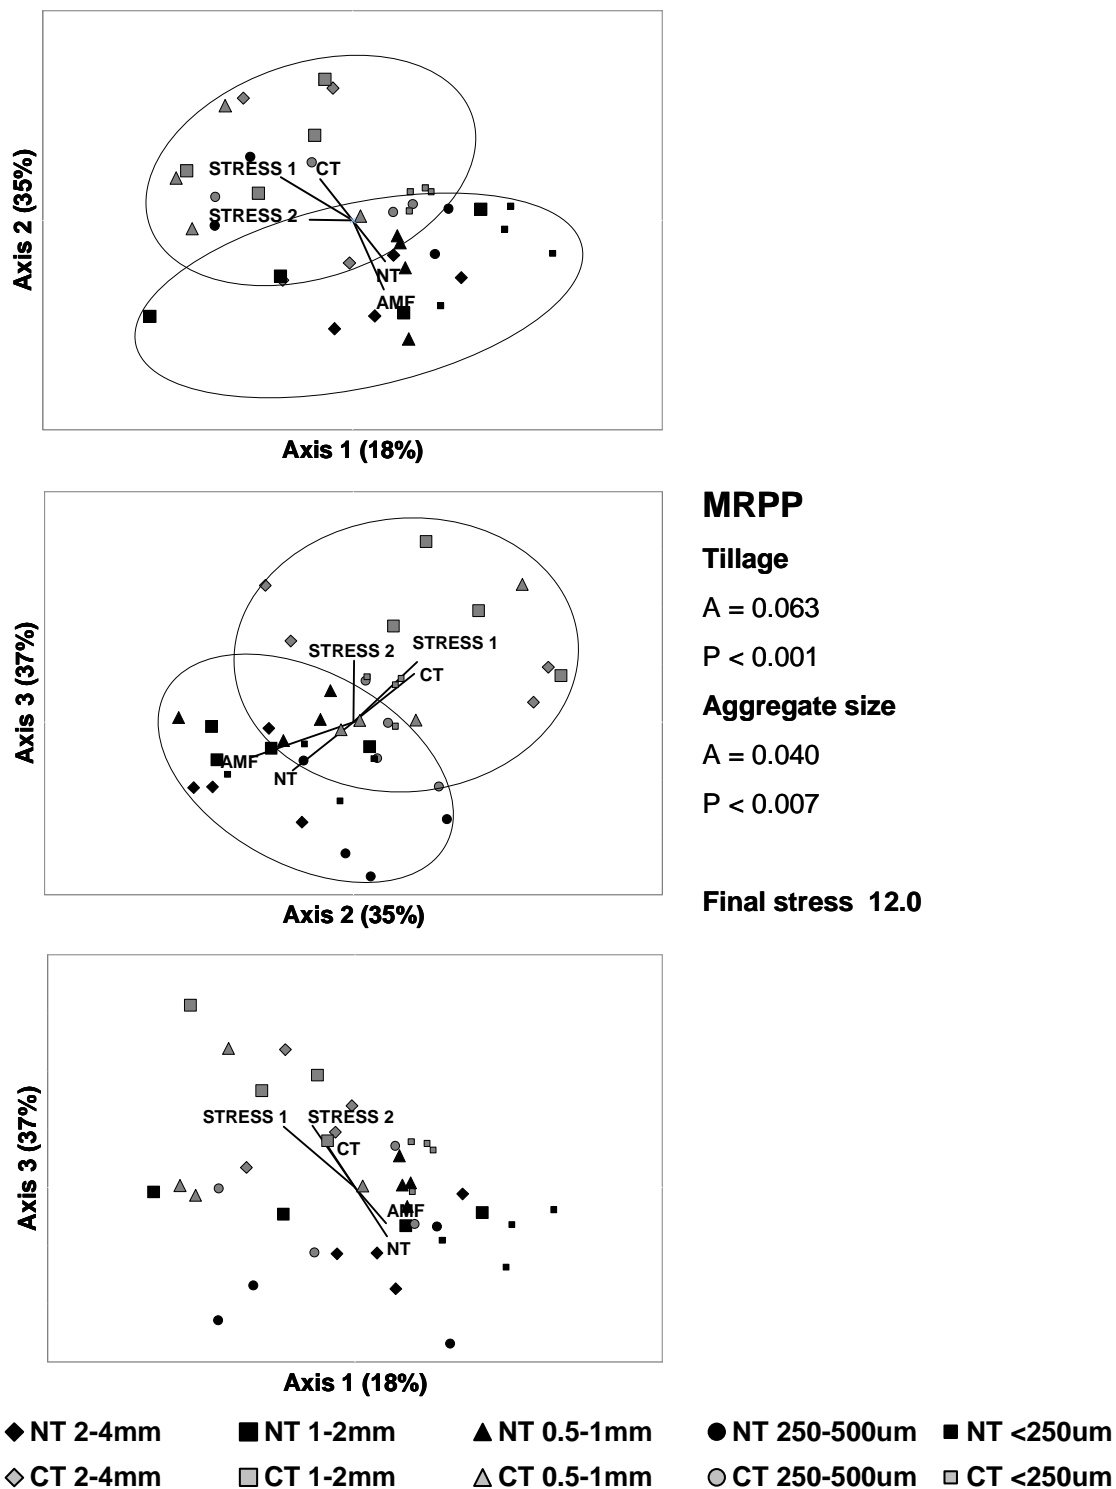 Axis 2 (35%)
STRESS 1 CT
STRESS 2
NT
AMF
Axis 1 (18%)
Axis 3 (37%)
STRESS 2 STRESS 1
CT
AMF
NT
Axis 2 (35%)
MRPP
Tillage
A = 0.063
P < 0.001
Aggregate size
A = 0.040
P < 0.007
Final stress 12.0
Axis 3 (37%)
STRESS 1 STRESS 2
CT
AMF
NT
Axis 1 (18%)
NT 2-4mm NT 1-2mm NT 0.5-1mm NT 250-500um NT <250um
CT 2-4mm CT 1-2mm CT 0.5-1mm CT 250-500um CT <250um